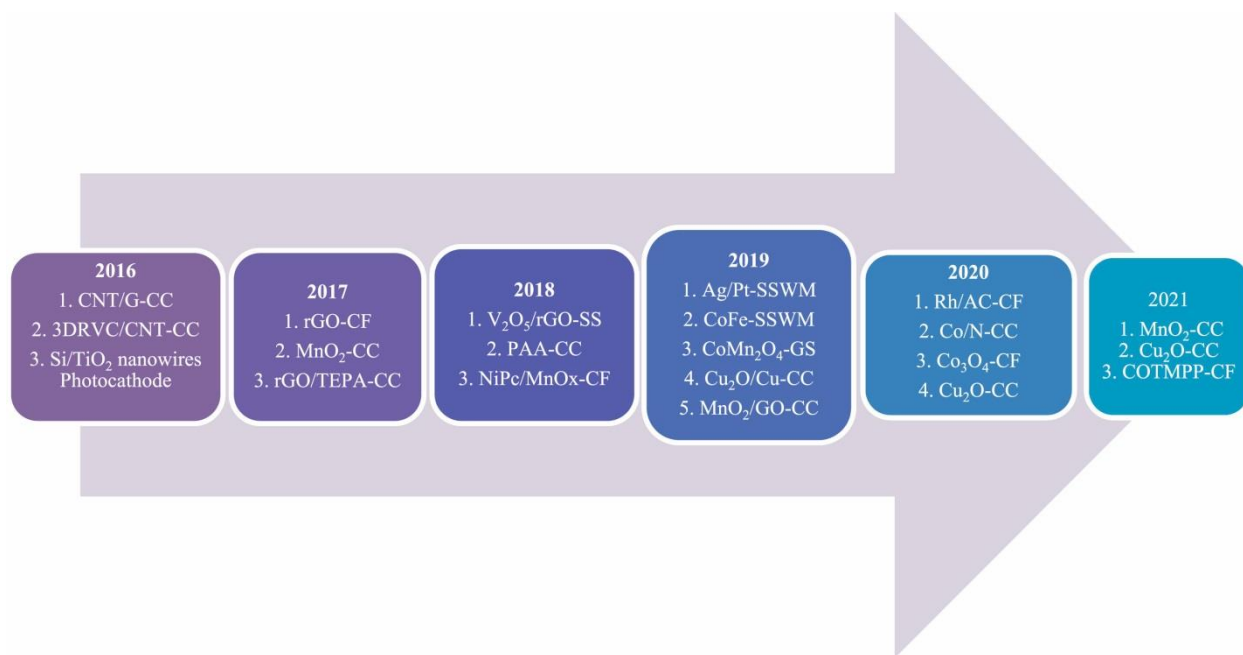 2016
1. CNT/G-CC
2. 3DRVC/CNT-CC
3. Si/TiO₂ nanowires
Photocathode
2017
1. rGO-CF
2. MnO₂-CC
3. rGO/TEPA-CC
2018
1. V₂O₅/rGO-SS
2. PAA-CC
3. NiPc/MnOx-CF
2019
1. Ag/Pt-SSWM
2. CoFe-SSWM
3. CoMn₂O₄-GS
4. Cu₂O/Cu-CC
5. MnO₂/GO-CC
2020
1. Rh/AC-CF
2. Co/N-CC
3. Co₃O₄-CF
4. Cu₂O-CC
2021
1. MnO₂-CC
2. Cu₂O-CC
3. COTMPP-CF